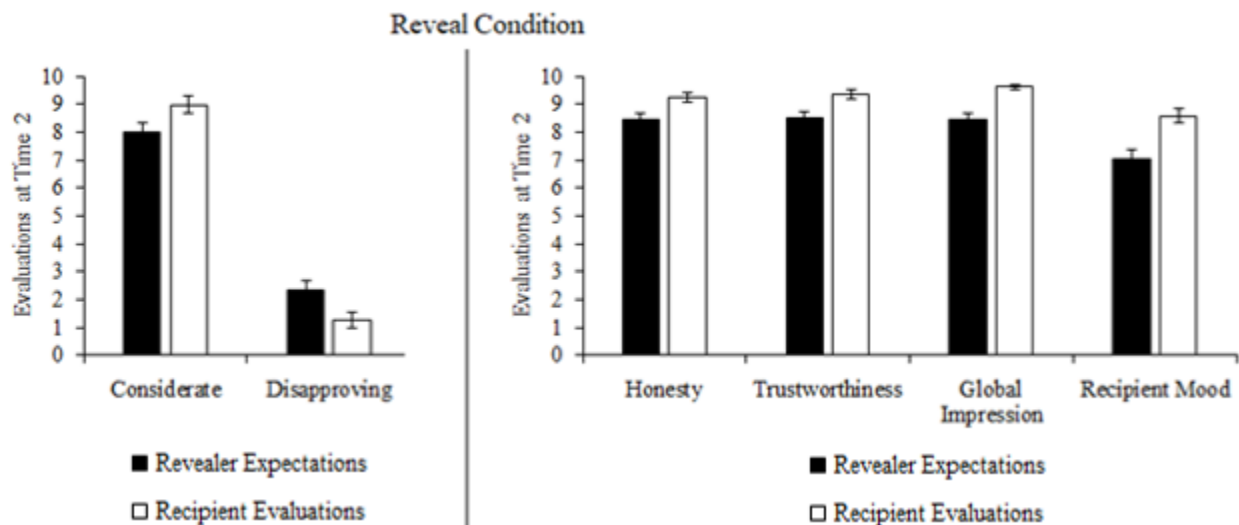 Reveal Condition
Evaluations at Time 2
10
9
8
7
6
5
4
3
2
1
0
Considerate Disapproving
■ Revealer Expectations
□ Recipient Evaluations
Evaluations at Time 2
10
9
8
7
6
5
4
3
2
1
0
Honesty Trustworthiness Global Recipient Mood
Impression
■ Revealer Expectations
□ Recipient Evaluations